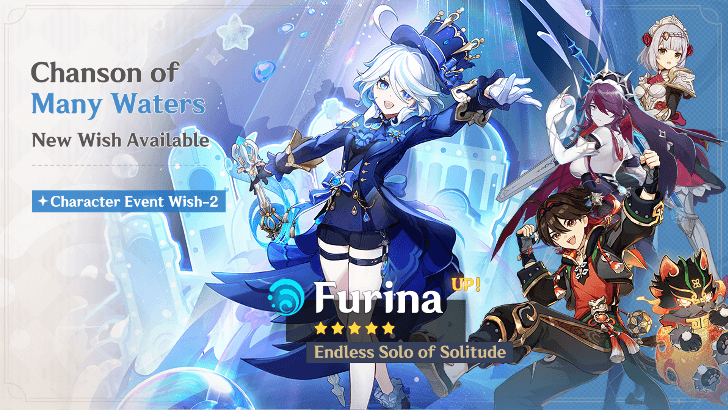 Chanson of
Many Waters
New Wish Available
Character Event Wish-2
Furina
UP!
Endless Solo of Solitude